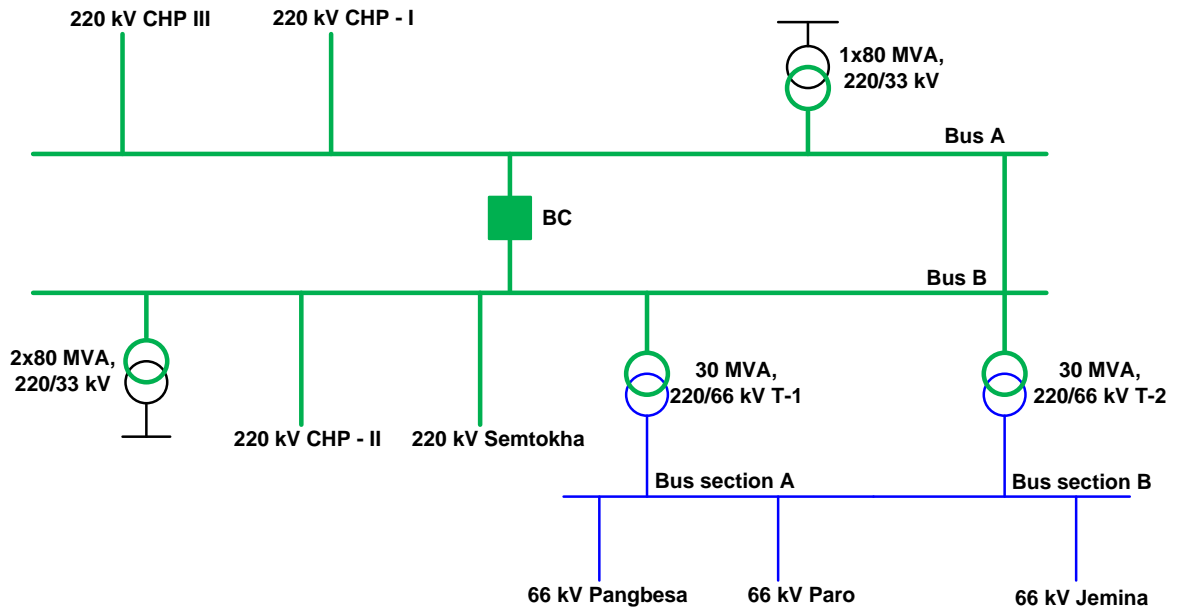 220 kV CHP III
220 kV CHP - I
1x80 MVA,
220/33 kV
Bus A
BC
Bus B
2x80 MVA,
220/33 kV
30 MVA,
220/66 kV T-1
30 MVA,
220/66 kV T-2
220 kV CHP - II
220 kV Semtokha
Bus section A
Bus section B
66 kV Pangbesa
66 kV Paro
66 kV Jemina